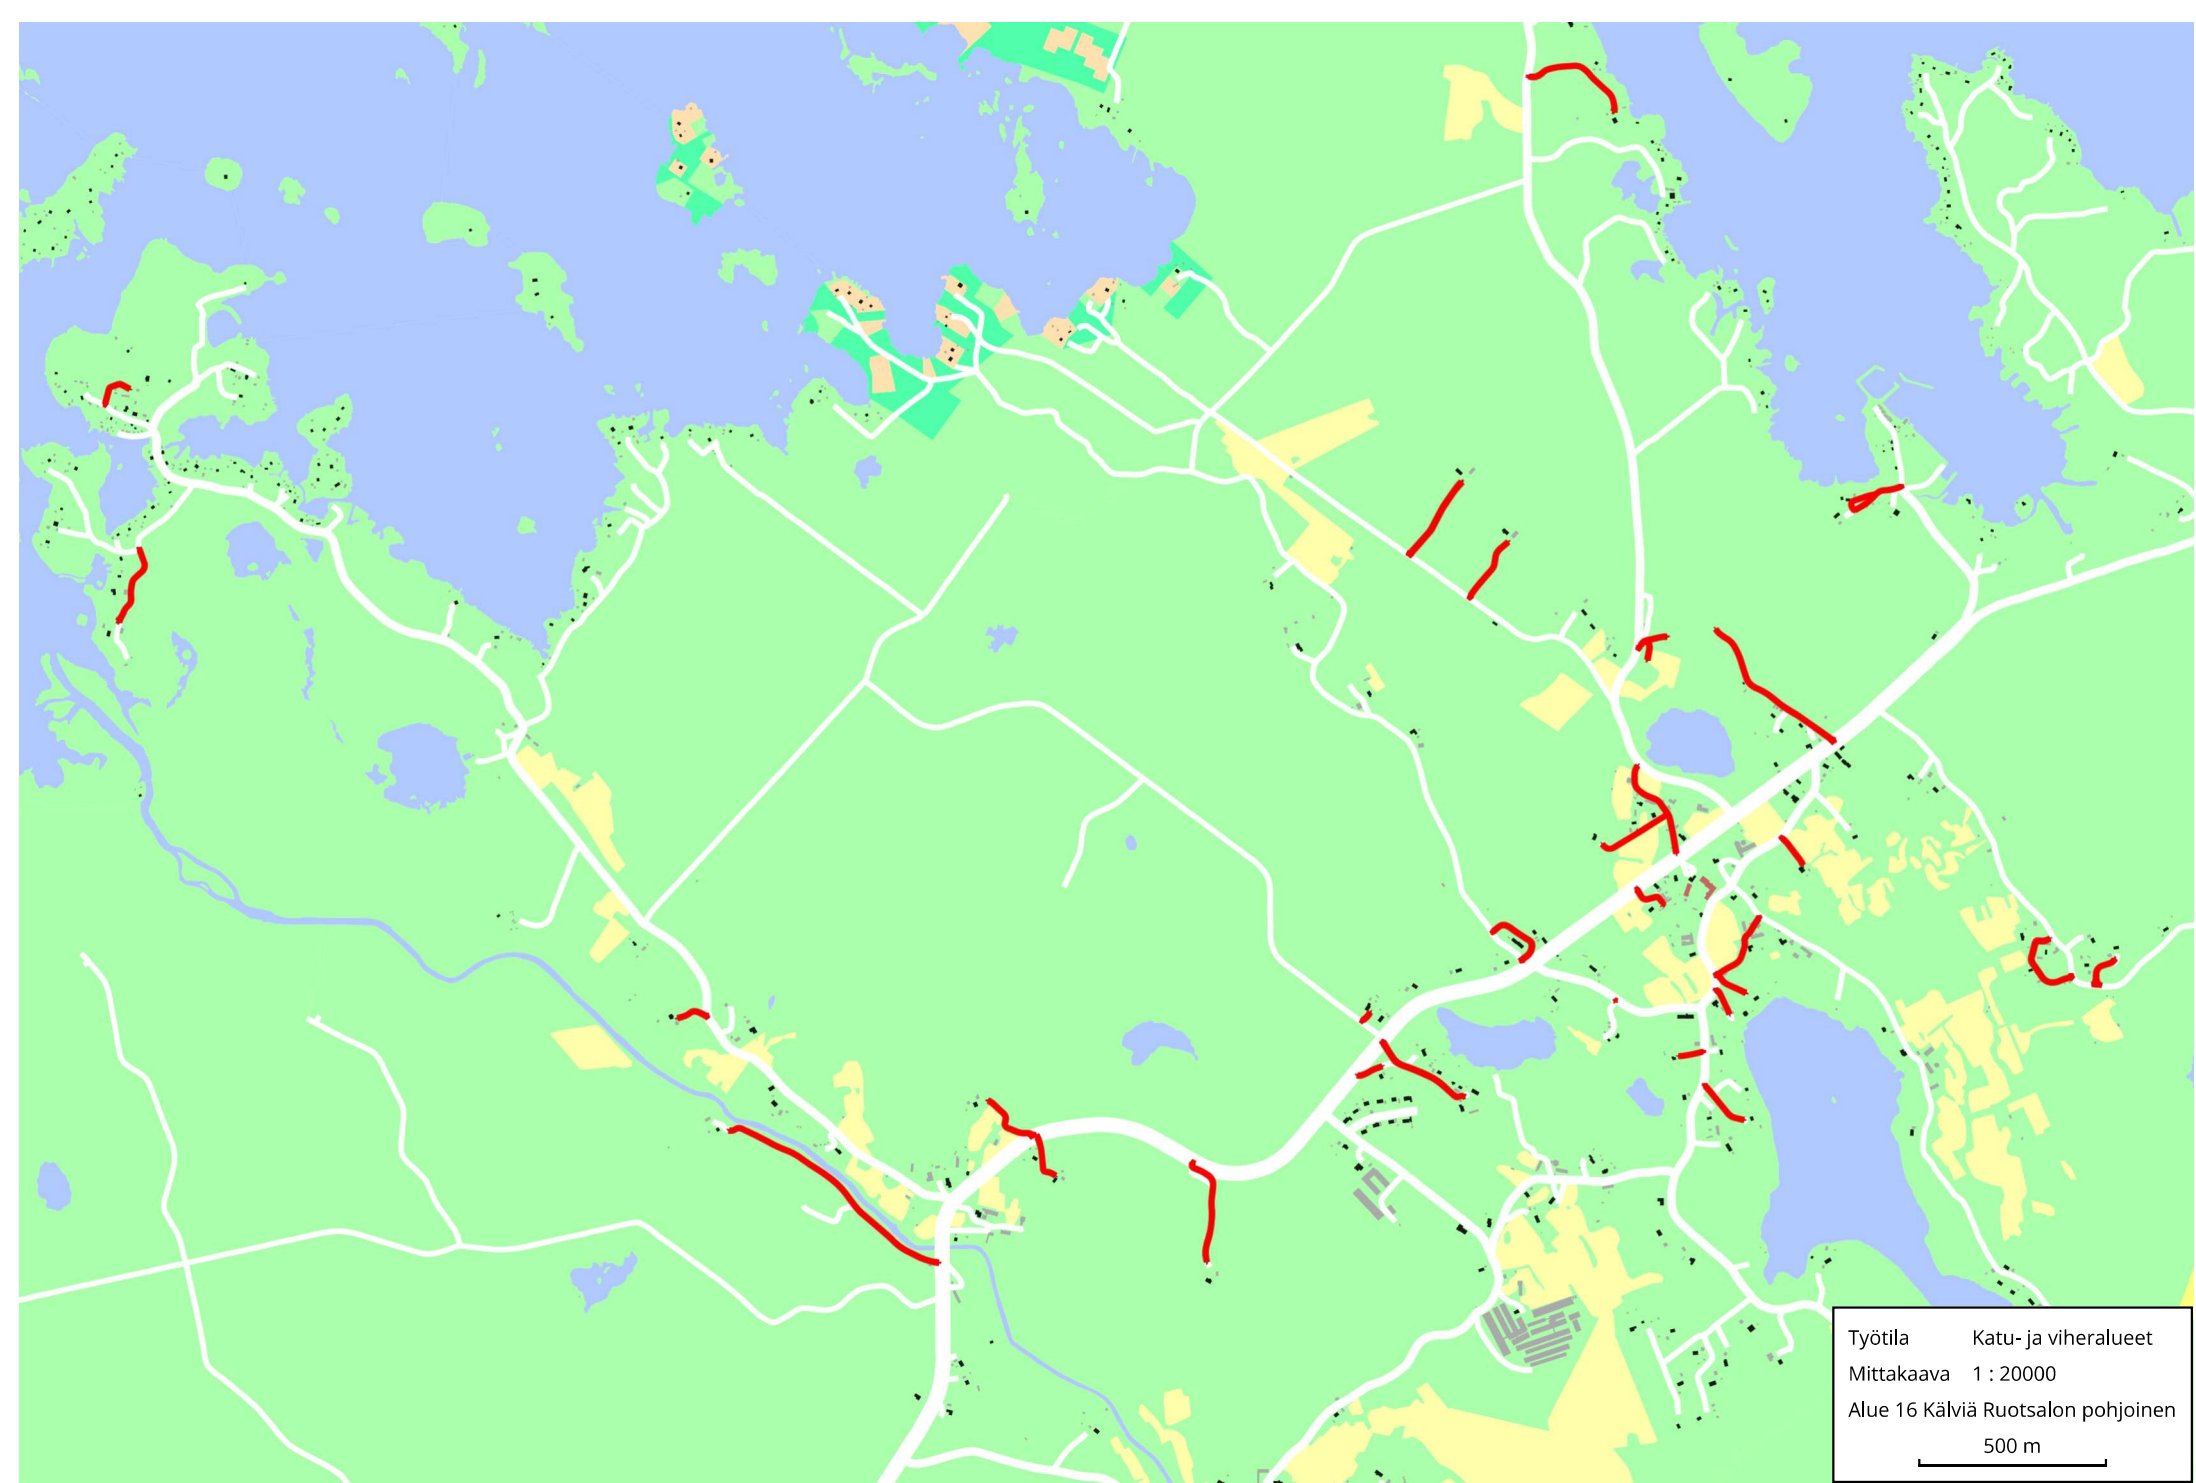 Työtila Katu- ja viheralueet
Mittakaava 1 : 20000
Alue 16 Kälviä Ruotsalon pohjoinen
500 m